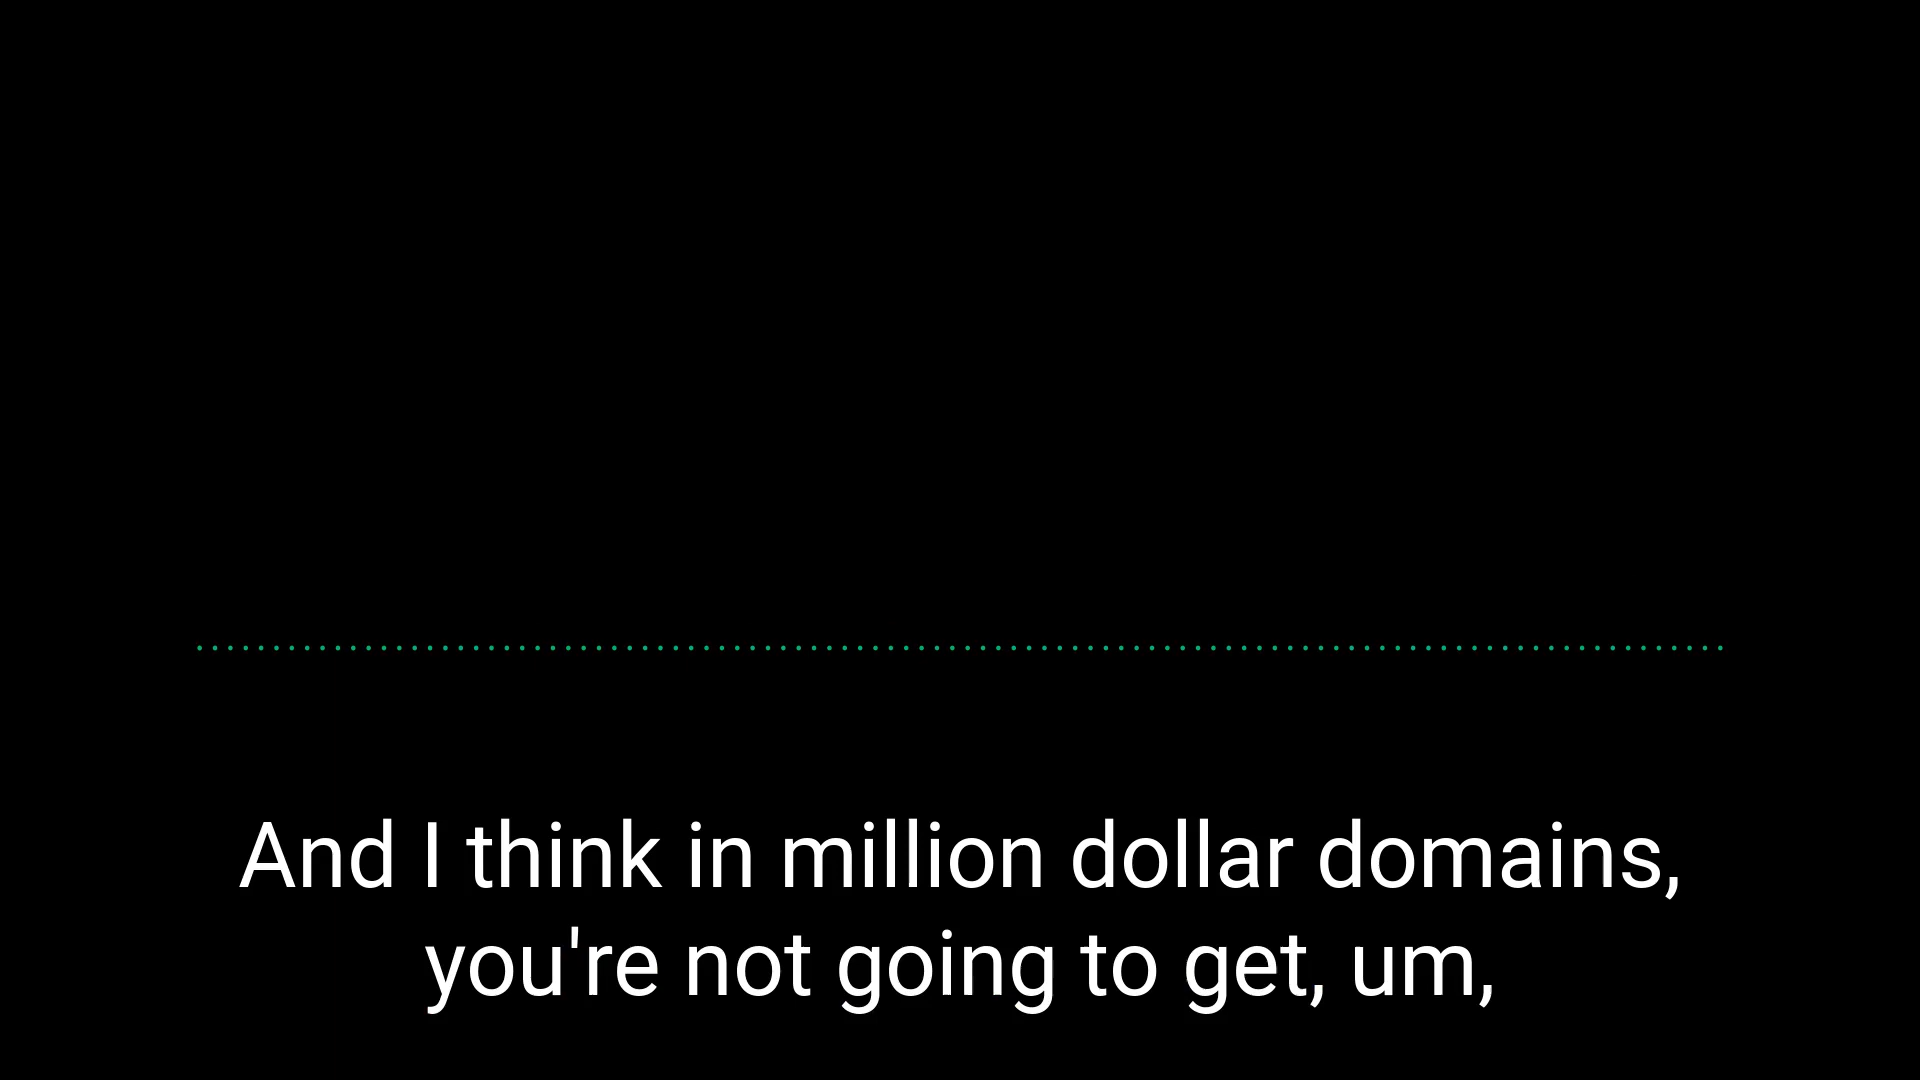 And I think in million dollar domains,
you're not going to get, um,